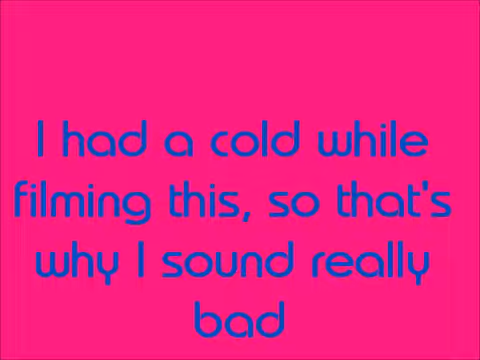 I had a cold while
filming this, so that's
why I sound really
bad